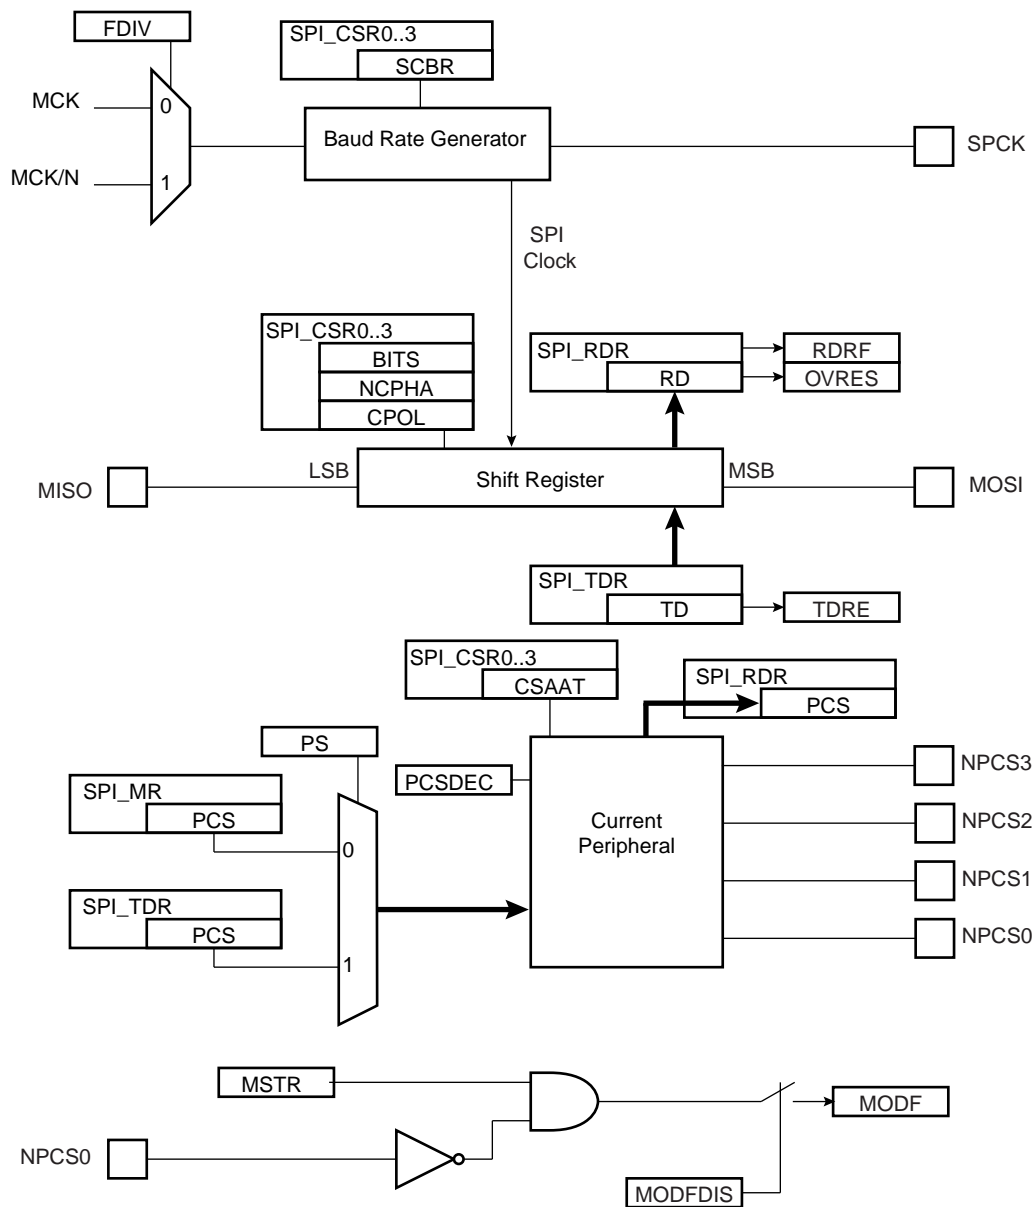 FDIV
SPI_CSR0..3
SCBR
MCK
0
Baud Rate Generator
SPCK
MCK/N
1
SPI
Clock
SPI_CSR0..3
BITS
NCPHA
CPOL
SPI_RDR
RD
RDRF
OVRES
LSB
MSB
MISO
Shift Register
MOSI
SPI_TDR
TD
TDRE
SPI_CSR0..3
CSAAT
SPI_RDR
PCS
PS
PCSDEC
NPCS3
SPI_MR
PCS
0
Current
Peripheral
NPCS2
NPCS1
SPI_TDR
PCS
1
NPCS0
MSTR
MODF
NPCS0
MODFDIS